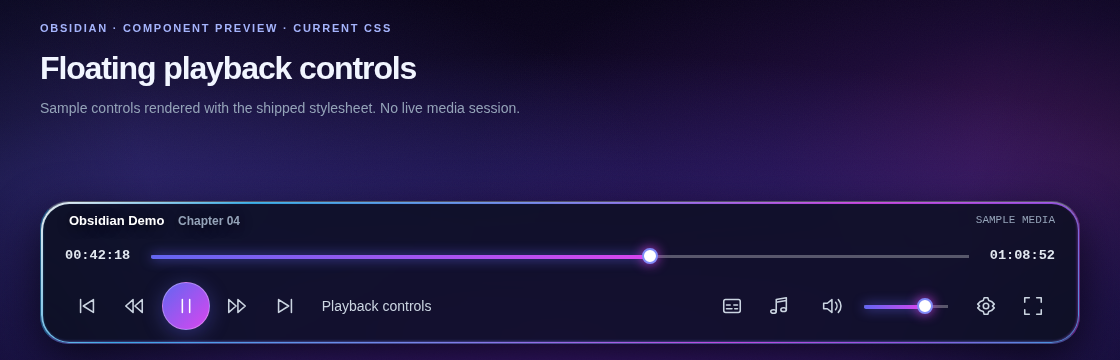 OBSIDIAN · COMPONENT PREVIEW · CURRENT CSS
Floating playback controls
Sample controls rendered with the shipped stylesheet. No live media session.
Obsidian Demo Chapter 04 SAMPLE MEDIA
00:42:18 01:08:52
Playback controls